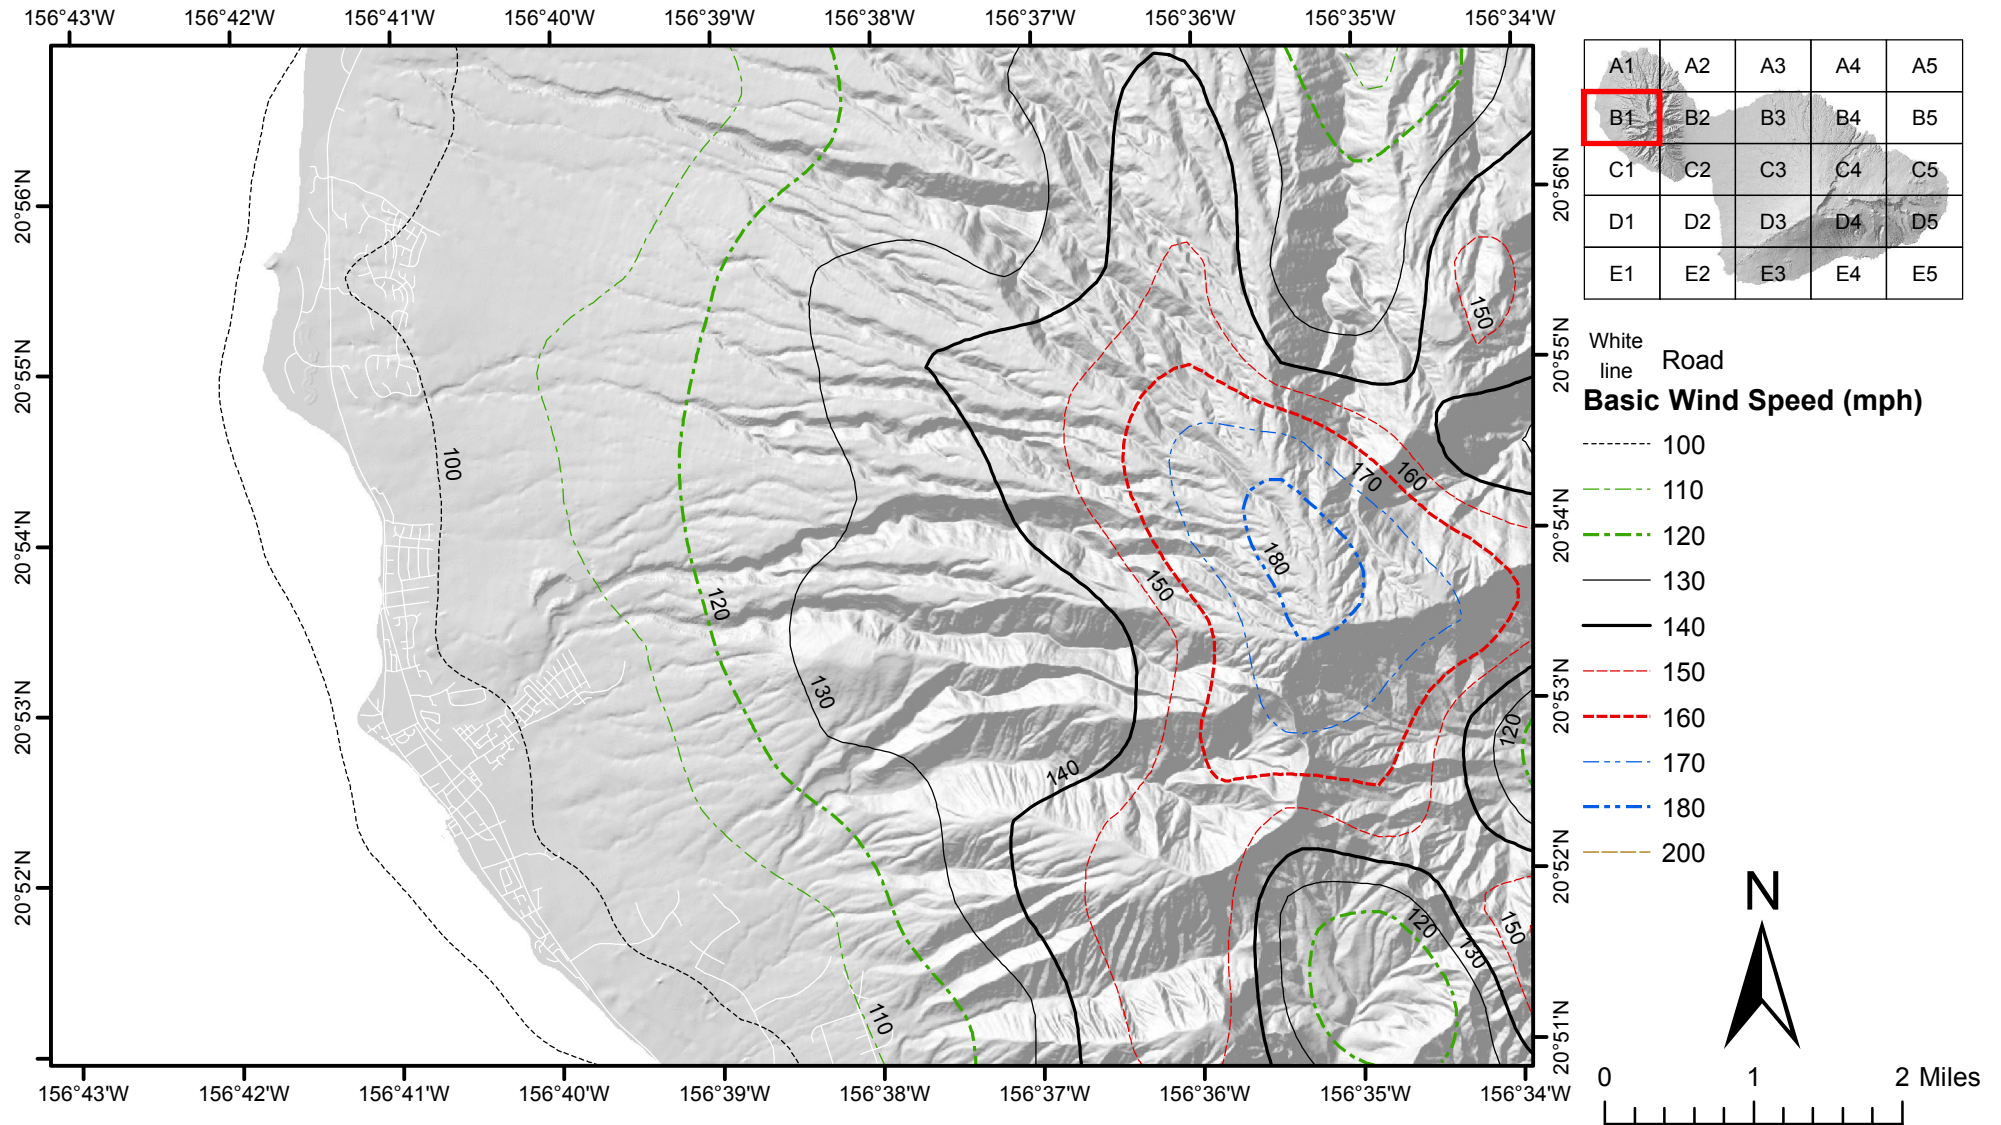 156°43'W 156°42'W 156°41'W 156°40'W 156°39'W 156°38'W 156°37'W 156°36'W 156°35'W 156°34'W
20°56'N
20°55'N
20°54'N
20°53'N
20°52'N
20°56'N
20°55'N
20°54'N
20°53'N
20°52'N
20°51'N
150
100
170
160
180
150
120
130
120
140
120
130
150
110
156°43'W 156°42'W 156°41'W 156°40'W 156°39'W 156°38'W 156°37'W 156°36'W 156°35'W 156°34'W
A1 A2 A3 A4 A5
B1 B2 B3 B4 B5
C1 C2 C3 C4 C5
D1 D2 D3 D4 D5
E1 E2 E3 E4 E5
White
line Road
Basic Wind Speed (mph)
100
110
120
130
140
150
160
170
180
200
N
0 1 2 Miles